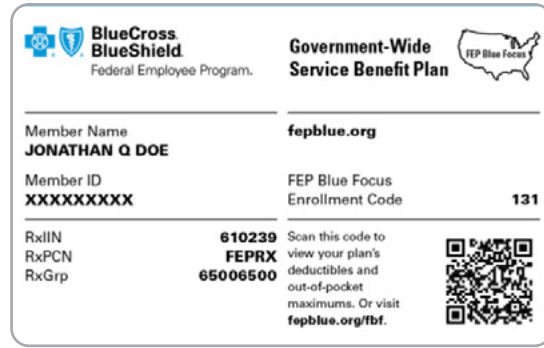 BlueCross
BlueShield
Federal Employee Program.
Government-Wide
Service Benefit Plan
FEP Blue Focus
Member Name
JONATHAN Q DOE
Member ID
XXXXXXXXX
fepblue.org
FEP Blue Focus
Enrollment Code 131
RxIIN 610239
RxPCN FEPRX
RxGrp 65006500
Scan this code to
view your plan's
deductibles and
out-of-pocket
maximums. Or visit
fepblue.org/fbf.